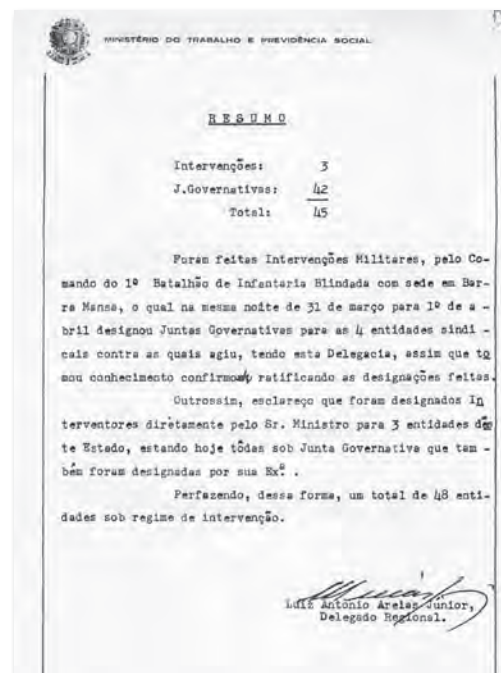 MINISTÉRIO DO TRABALHO E PREVIDÊNCIA SOCIAL
RESUMO
Intervenções: 3
J.Governativas: 42
Total: 45
Foram feitas Intervenções Militares, pelo Co-
mando do 1º Batalhão de Infantaria Blindada com sede em Bar-
ra Mansa, o qual na mesma noite de 31 de março para 1º de a -
bril designou Juntas Governativas para as 4 entidades sindi -
cais contra as quais agiu, tendo esta Delegacia, assim que to
mou conhecimento ratificando as designações feitas.
Outrossim, esclareço que foram designados In
terventores diretamente pelo Sr. Ministro para 3 entidades dês
te Estado, estando hoje tôdas sob Junta Governativa que tam -
bém foram designadas por sua Exª .
Perfazendo, dessa forma, um total de 48 enti-
dades sob regime de intervenção.
Luiz Antonio Arelas Júnior,
Delegado Regional.